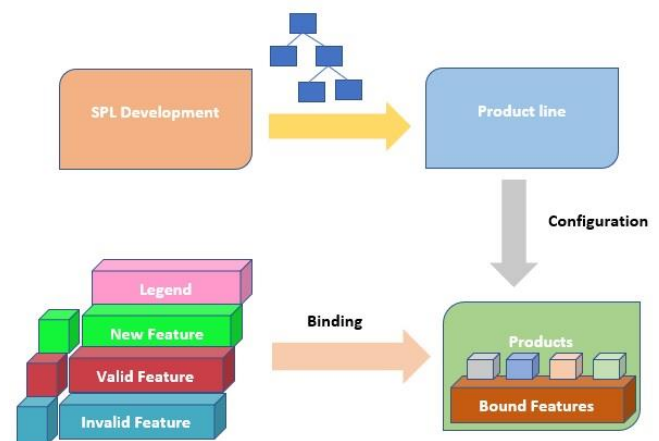 SPL Development
Product line
Configuration
Legend
New Feature
Valid Feature
Invalid Feature
Binding
Products
Bound Features